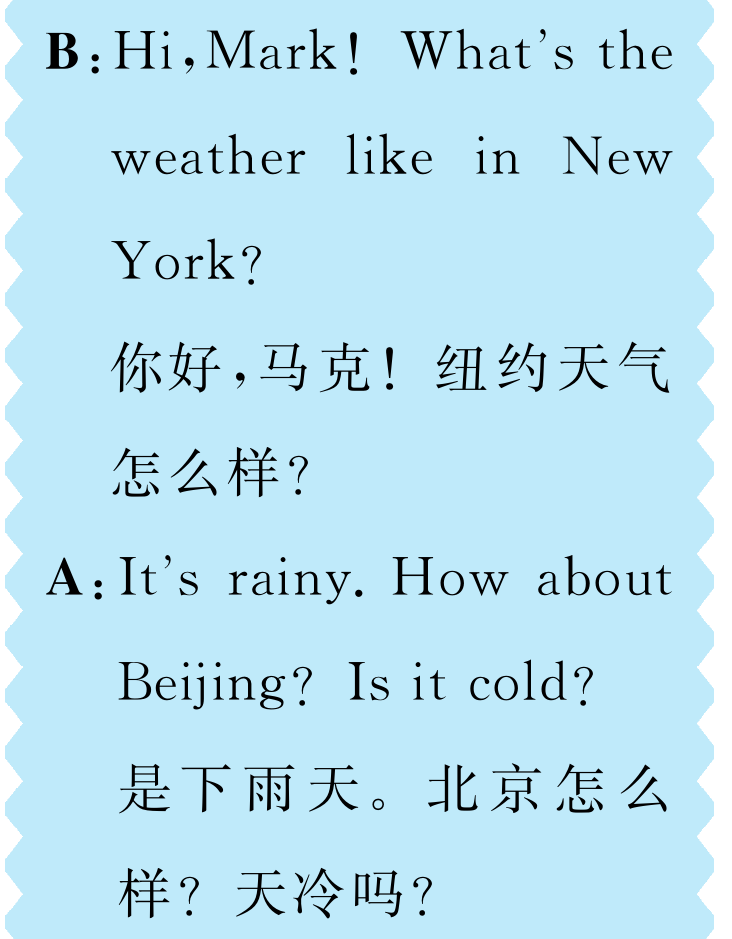 B:Hi,Mark! What's the
weather like in New
York?
你好,马克! 纽约天气
怎么样?
A:It's rainy. How about
Beijing? Is it cold?
是下雨天。北京怎么
样? 天冷吗?